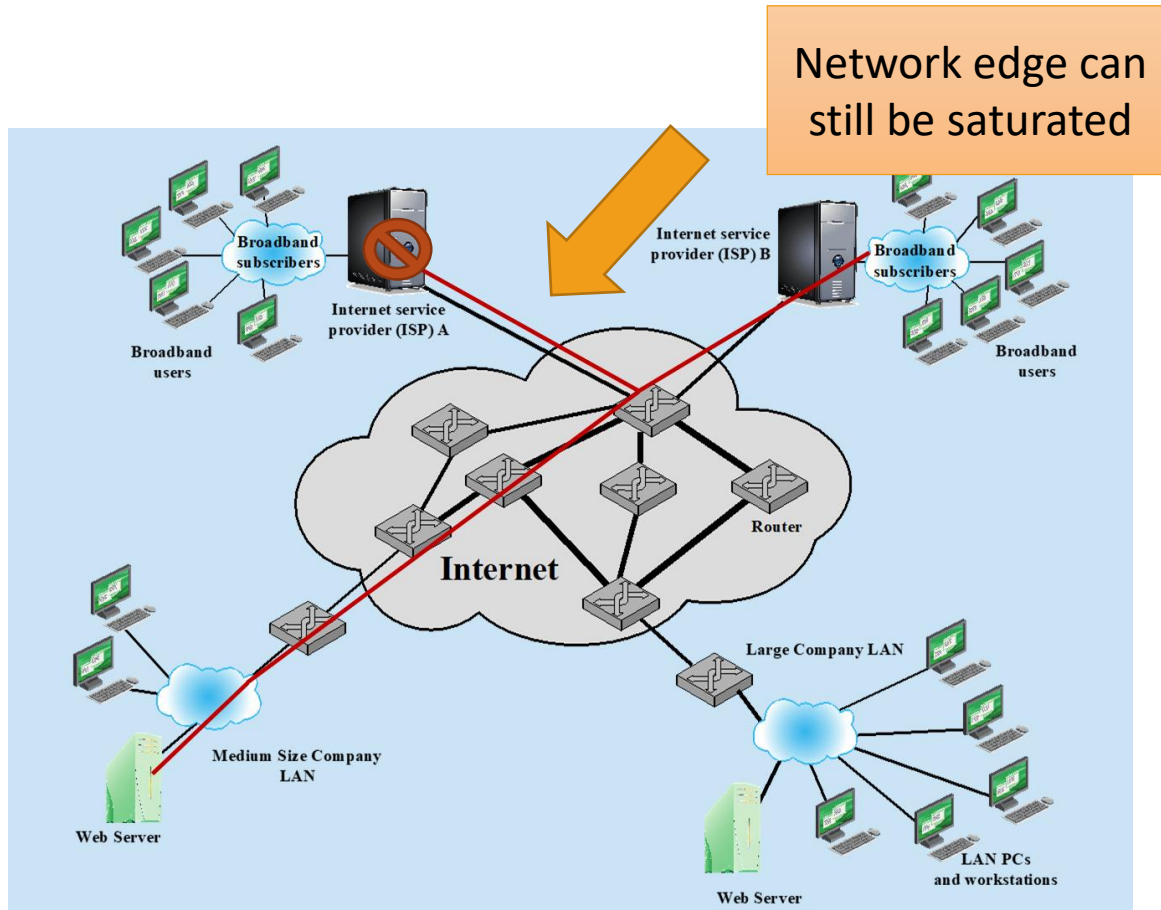 Network edge can
still be saturated
Broadband
subscribers
Internet service
provider (ISP) A
Broadband
users
Internet service
provider (ISP) B
Broadband
subscribers
Broadband
users
Router
Internet
Large Company LAN
Medium Size Company
LAN
Web Server
Web Server
LAN PCs
and workstations